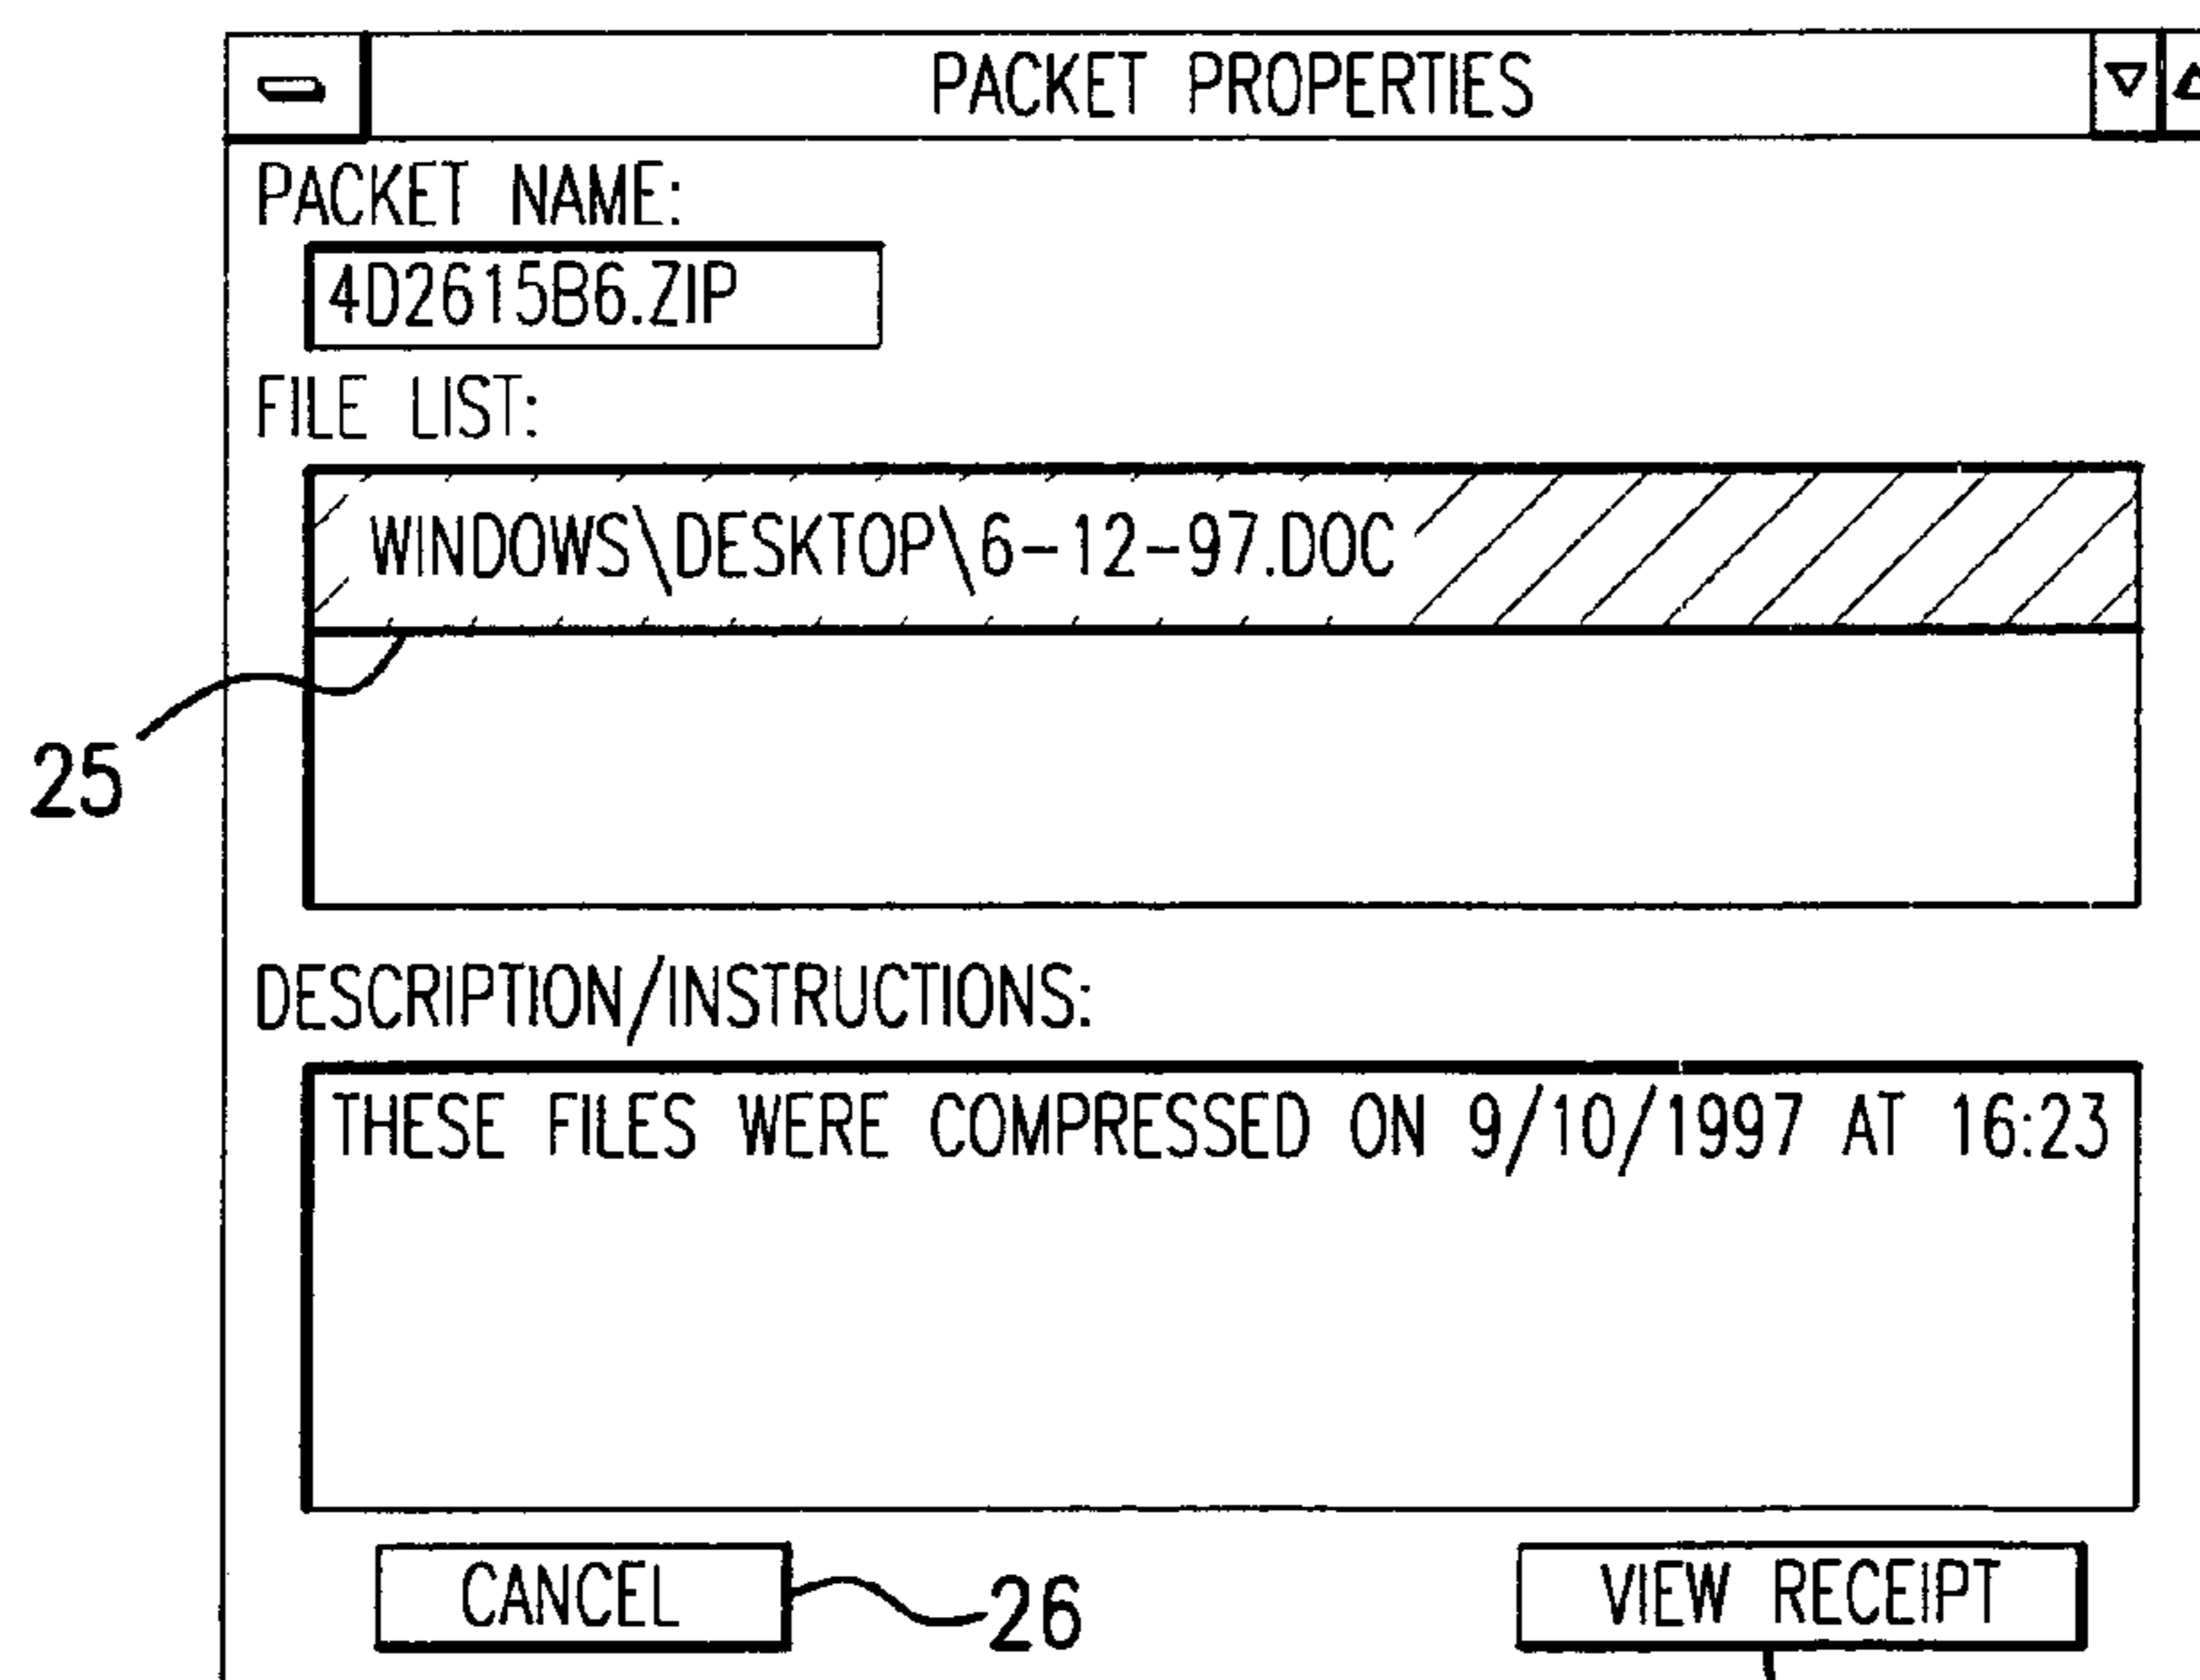 PACKET PROPERTIES
PACKET NAME:
4D2615B6.ZIP
FILE LIST:
WINDOWS\DESKTOP\6-12-97.DOC
25
DESCRIPTION/INSTRUCTIONS:
THESE FILES WERE COMPRESSED ON 9/10/1997 AT 16:23
CANCEL
26
VIEW RECEIPT